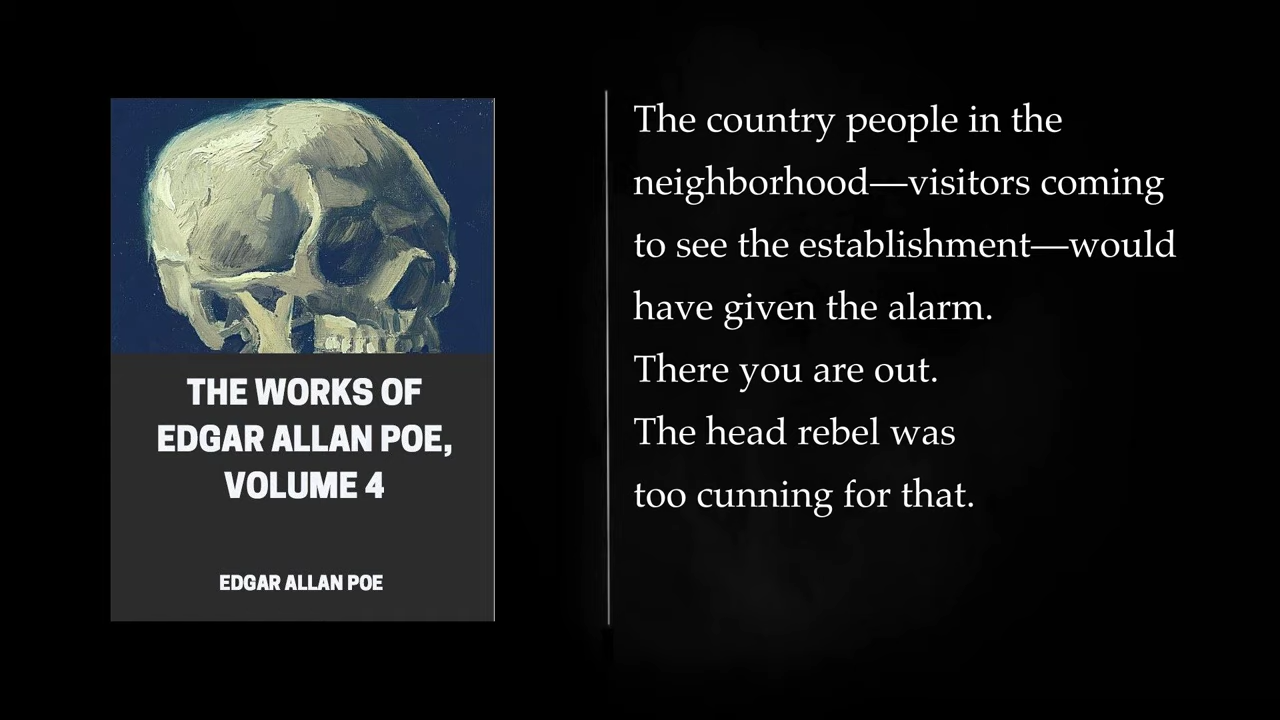 THE WORKS OF
EDGAR ALLAN POE,
VOLUME 4
EDGAR ALLAN POE
The country people in the
neighborhood—visitors coming
to see the establishment—would
have given the alarm.
There you are out.
The head rebel was
too cunning for that.